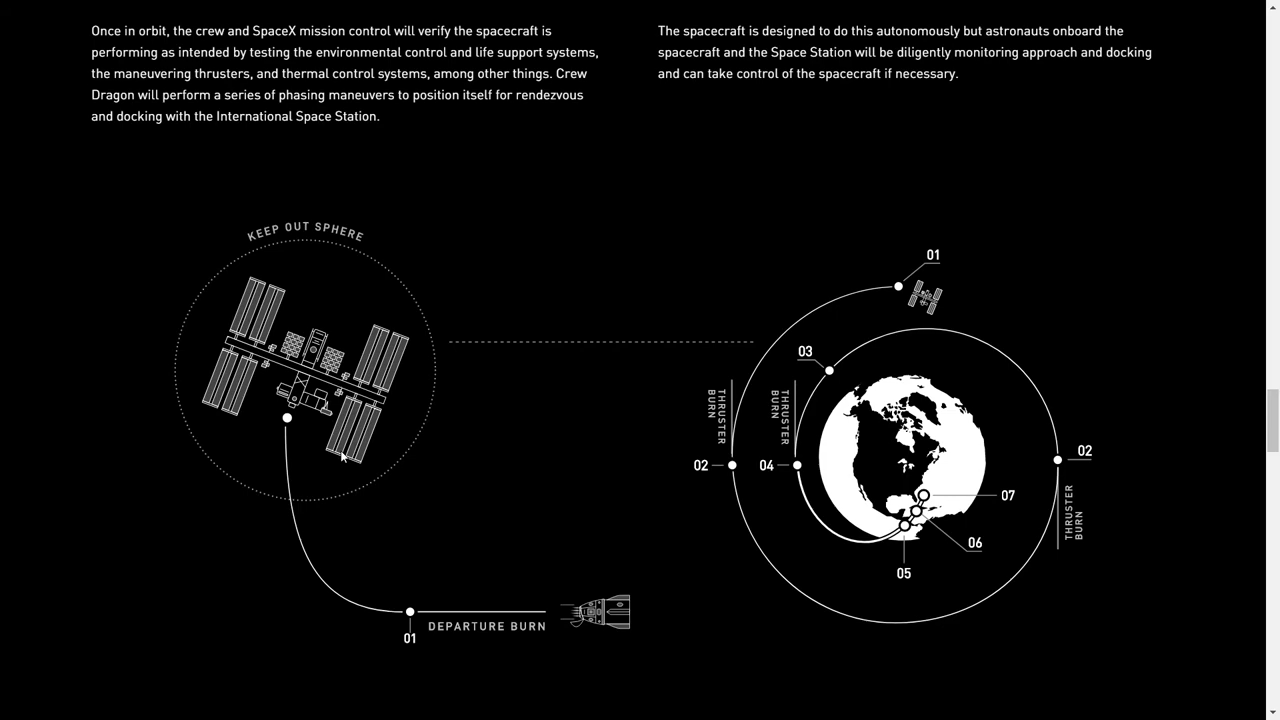 Once in orbit, the crew and SpaceX mission control will verify the spacecraft is
performing as intended by testing the environmental control and life support systems,
the maneuvering thrusters, and thermal control systems, among other things. Crew
Dragon will perform a series of phasing maneuvers to position itself for rendezvous
and docking with the International Space Station.
The spacecraft is designed to do this autonomously but astronauts onboard the
spacecraft and the Space Station will be diligently monitoring approach and docking
and can take control of the spacecraft if necessary.
KEEP OUT SPHERE
01
DEPARTURE BURN
01
03
THRUSTER
BURN
THRUSTER
BURN
02
04
02
THRUSTER
BURN
07
06
05